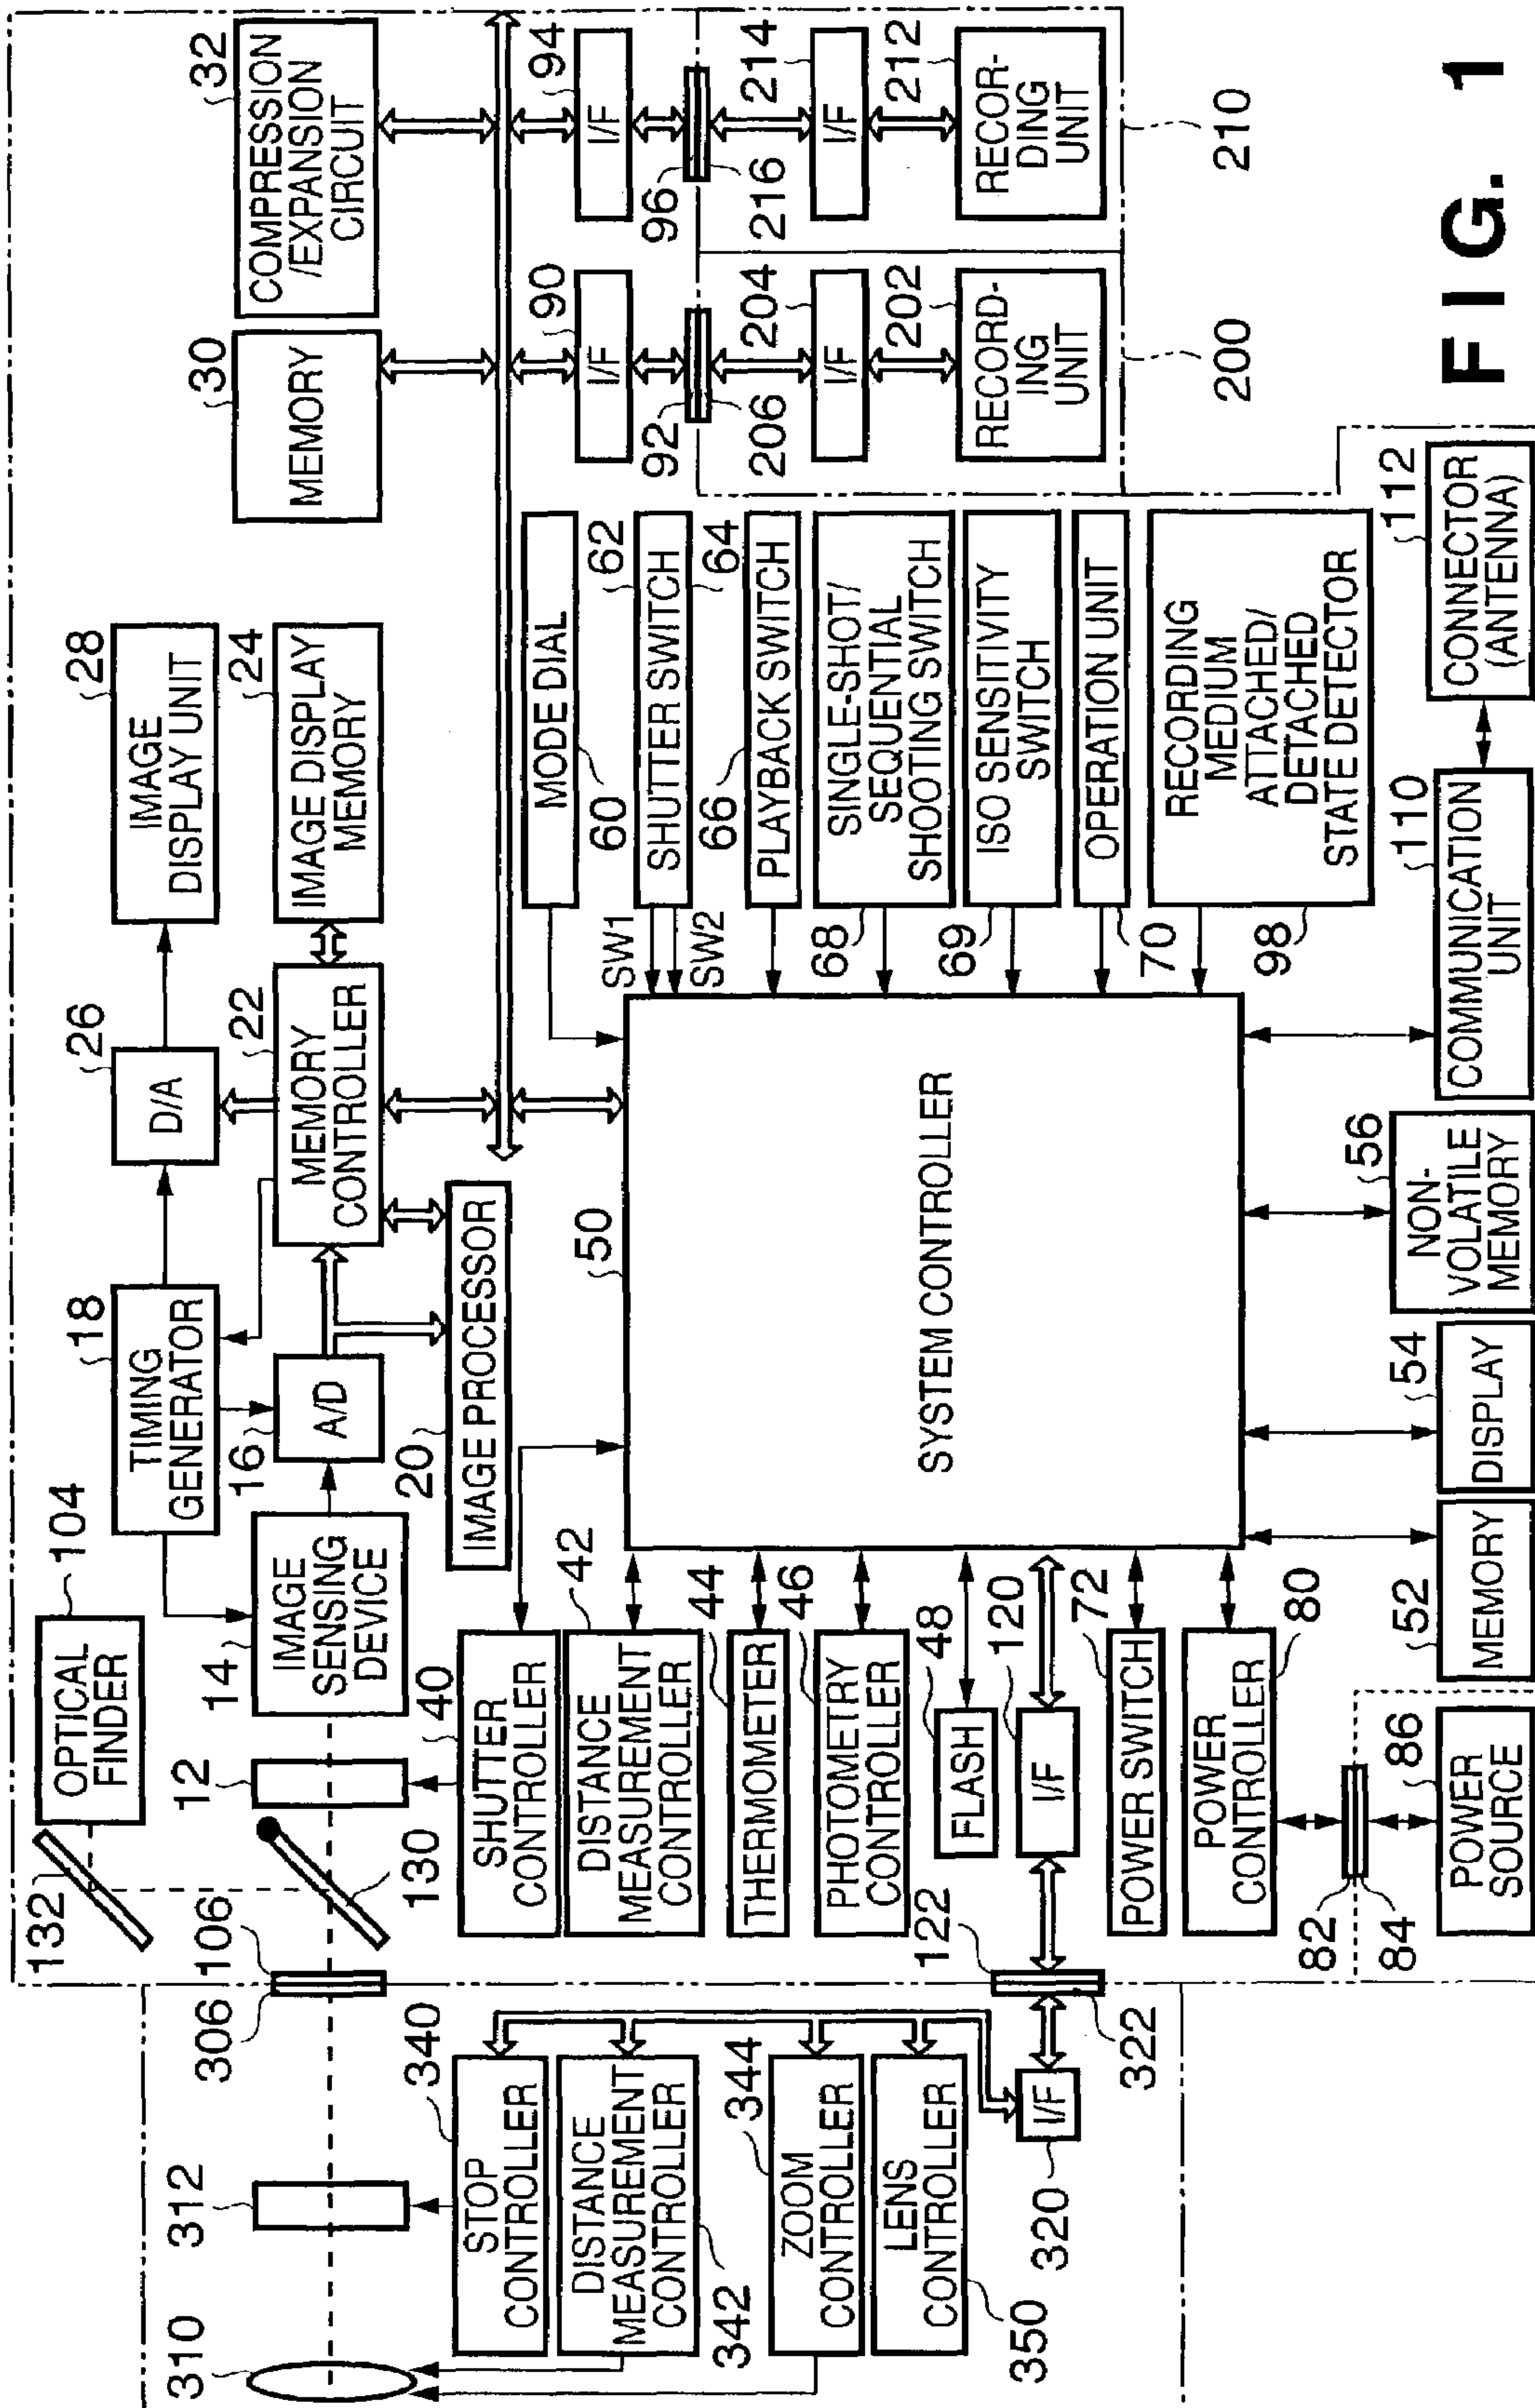 FIG. 1
104
OPTICAL
FINDER
132
106
306
130
12
14
IMAGE
SENSING
DEVICE
18
TIMING
GENERATOR
16
A/D
26
D/A
28
IMAGE
DISPLAY UNIT
22
MEMORY
CONTROLLER
24
IMAGE DISPLAY
MEMORY
20
IMAGE PROCESSOR
30
MEMORY
32
COMPRESSION
/EXPANSION
CIRCUIT
310
312
340
STOP
CONTROLLER
DISTANCE
MEASUREMENT
CONTROLLER
342
344
ZOOM
CONTROLLER
LENS
CONTROLLER
350
I/F
320
322
122
40
SHUTTER
CONTROLLER
42
DISTANCE
MEASUREMENT
CONTROLLER
44
THERMOMETER
46
PHOTOMETRY
CONTROLLER
48
FLASH
120
I/F
72
POWER SWITCH
80
POWER
CONTROLLER
82
84
86
POWER
SOURCE
50
SYSTEM CONTROLLER
52
MEMORY
54
DISPLAY
56
NON-
VOLATILE
MEMORY
110
COMMUNICATION
UNIT
112
CONNECTOR
(ANTENNA)
MODE DIAL
60
SW1
SW2
62
SHUTTER SWITCH
64
66
PLAYBACK SWITCH
68
SINGLE-SHOT/
SEQUENTIAL
SHOOTING SWITCH
69
ISO SENSITIVITY
SWITCH
70
OPERATION UNIT
98
RECORDING
MEDIUM
ATTACHED/
DETACHED
STATE DETECTOR
90
I/F
92
206
204
I/F
202
RECORD-
ING
UNIT
200
94
I/F
96
216
214
I/F
212
RECOR-
DING
UNIT
210